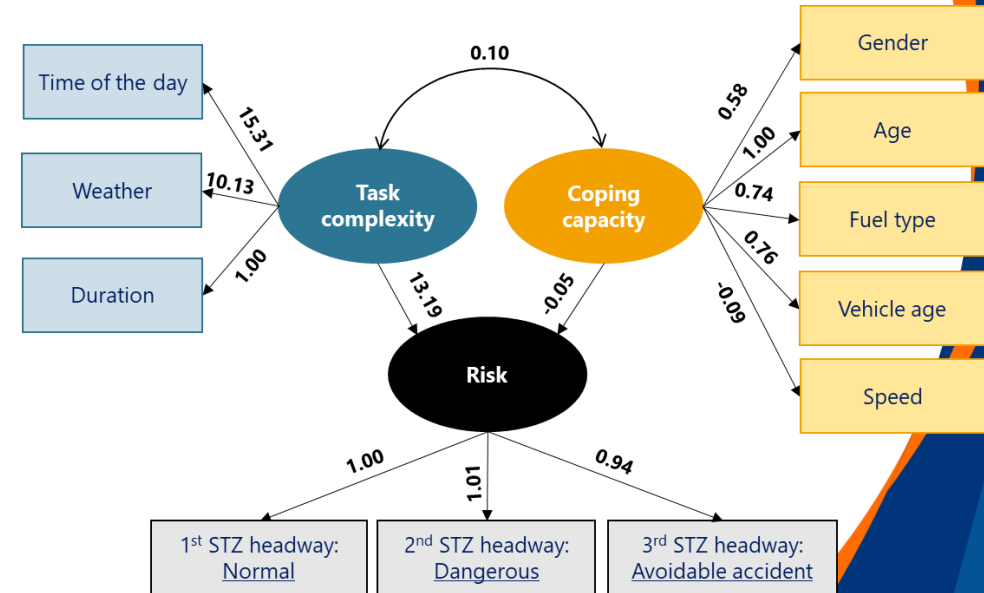 0.10
Time of the day
Weather
Duration
15.31
10.13
1.00
Task
complexity
Coping
capacity
0.58
1.00
0.74
0.76
-0.09
Gender
Age
Fuel type
Vehicle age
Speed
13.19
-0.05
Risk
1.00
1.01
0.94
1st STZ headway:
Normal
2nd STZ headway:
Dangerous
3rd STZ headway:
Avoidable accident